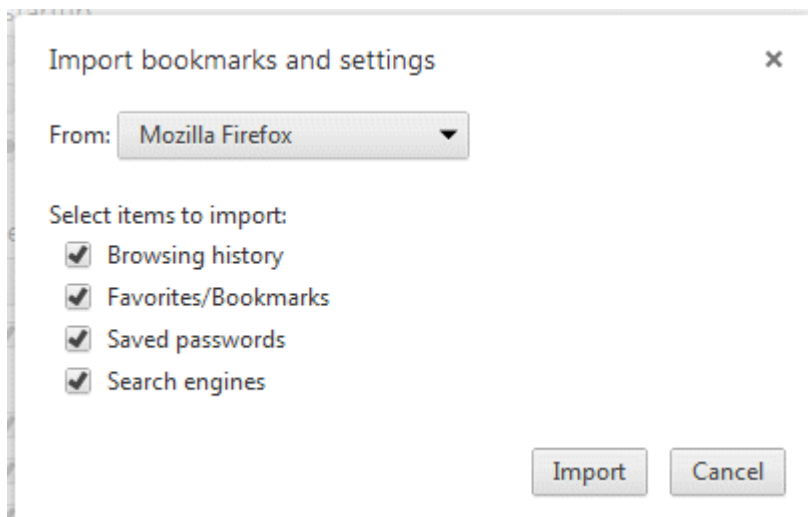 Import bookmarks and settings
From: Mozilla Firefox
Select items to import:
Browsing history
Favorites/Bookmarks
Saved passwords
Search engines
Import Cancel